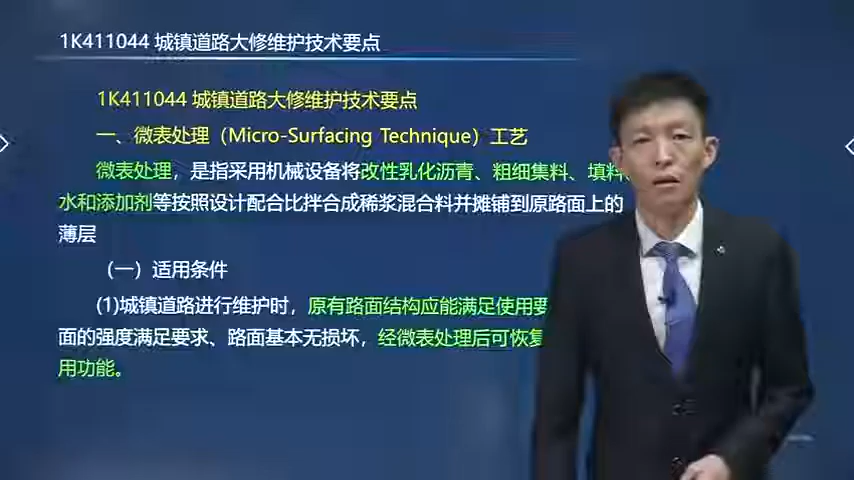 1K411044 城镇道路大修维护技术要点
1K411044 城镇道路大修维护技术要点
一、微表处理（Micro-Surfacing Technique）工艺
微表处理，是指采用机械设备将改性乳化沥青、粗细集料、填料、
水和添加剂等按照设计配合比拌合成稀浆混合料并摊铺到原路面上的
薄层
（一）适用条件
(1)城镇道路进行维护时，原有路面结构应能满足使用要
面的强度满足要求、路面基本无损坏，经微表处理后可恢复
用功能。